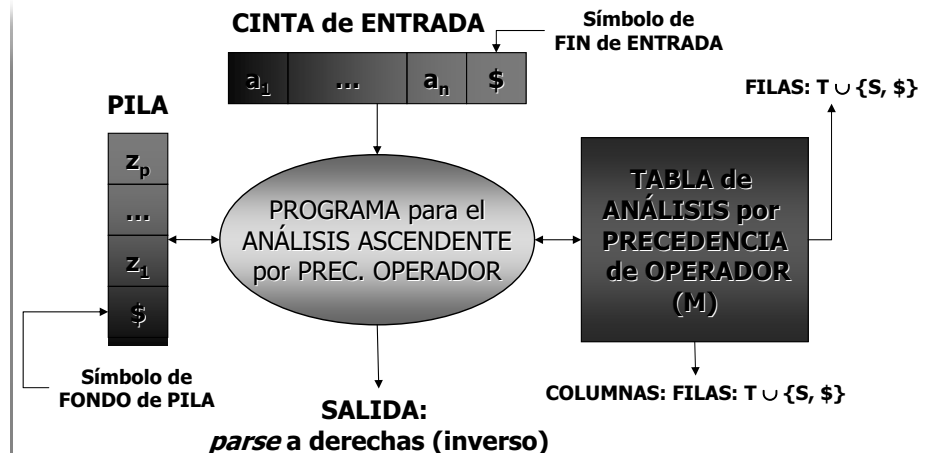 CINTA de ENTRADA
Símbolo de
FIN de ENTRADA
a1 ... an $
FILAS: T ∪ {S, $}
PILA
zp
...
z1
$
PROGRAMA para el
ANÁLISIS ASCENDENTE
por PREC. OPERADOR
TABLA de
ANÁLISIS por
PRECEDENCIA
de OPERADOR
(M)
Símbolo de
FONDO de PILA
COLUMNAS: FILAS: T ∪ {S, $}
SALIDA:
parse a derechas (inverso)